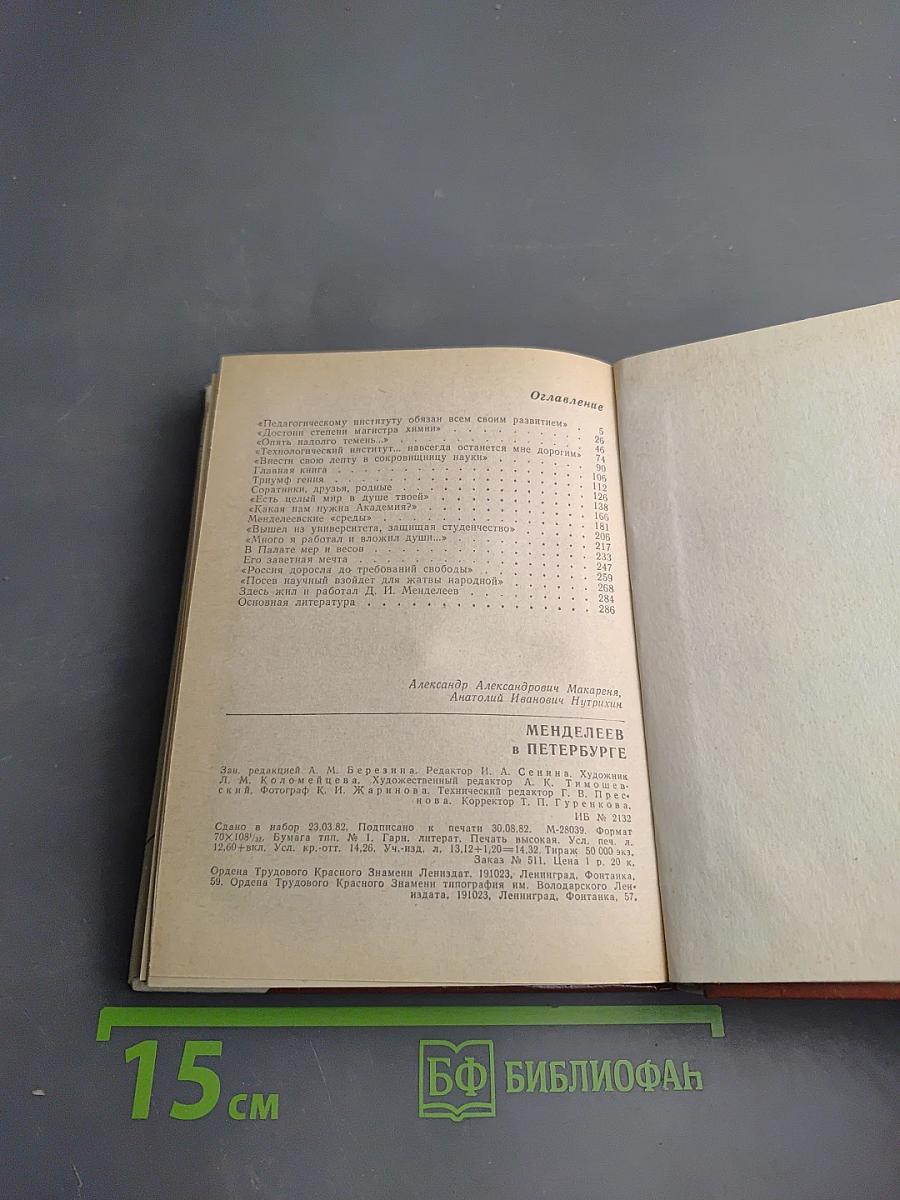 Оглавление
«Педагогическому институту обязан всем своим развитием» . 5
«Достоин степени магистра химии» . . . . . . . . . . 26
«Опять надолго темень...» . . . . . . . . . . . . 46
«Технологический институт... навсегда останется мне дорогим» 74
«Внести свою лепту в сокровищницу науки» . . . . . . . 90
Главная книга . . . . . . . . . . . . . . . 106
Триумф гения . . . . . . . . . . . . . . . 112
Соратники, друзья, родные . . . . . . . . . . . . 126
«Есть целый мир в душе твоей» . . . . . . . . . . . 138
«Какая нам нужна Академия?» . . . . . . . . . . . 166
Менделеевские «среды» . . . . . . . . . . . . . 181
«Вышел из университета, защищая студенчество» . . . . . 206
«Много я работал и вложил души...» . . . . . . . . . 217
В Палате мер и весов . . . . . . . . . . . . . 233
Его заветная мечта . . . . . . . . . . . . . . 247
«Россия доросла до требований свободы» . . . . . . . . 259
«Посев научный взойдет для жатвы народной» . . . . . . 268
Здесь жил и работал Д. И. Менделеев . . . . . . . . . 284
Основная литература . . . . . . . . . . . . . . 286
Александр Александрович Макареня,
Анатолий Иванович Нутрихин
МЕНДЕЛЕЕВ
в ПЕТЕРБУРГЕ
Зав. редакцией А. М. Березина. Редактор И. А. Сенина. Художник
Л. М. Коломейцева. Художественный редактор А. К. Тимошев-
ский. Фотограф К. И. Жаринова. Технический редактор Г. В. Прес-
нова. Корректор Т. П. Гуренкова.
ИБ № 2132
Сдано в набор 23.03.82. Подписано к печати 30.08.82. М-28039. Формат
70×108¹/₃₂. Бумага тип. № 1. Гарн. литерат. Печать высокая. Усл. печ. л.
12,60+вкл. Усл. кр.-отт. 14,26. Уч.-изд. л. 13,12+1,20=14,32. Тираж 50 000 экз.
Заказ № 511. Цена 1 р. 20 к.
Ордена Трудового Красного Знамени Лениздат, 191023, Ленинград, Фонтанка,
59. Ордена Трудового Красного Знамени типография им. Володарского Лен-
издата, 191023, Ленинград, Фонтанка, 57.
15 см
БФ БИБЛИОФАН